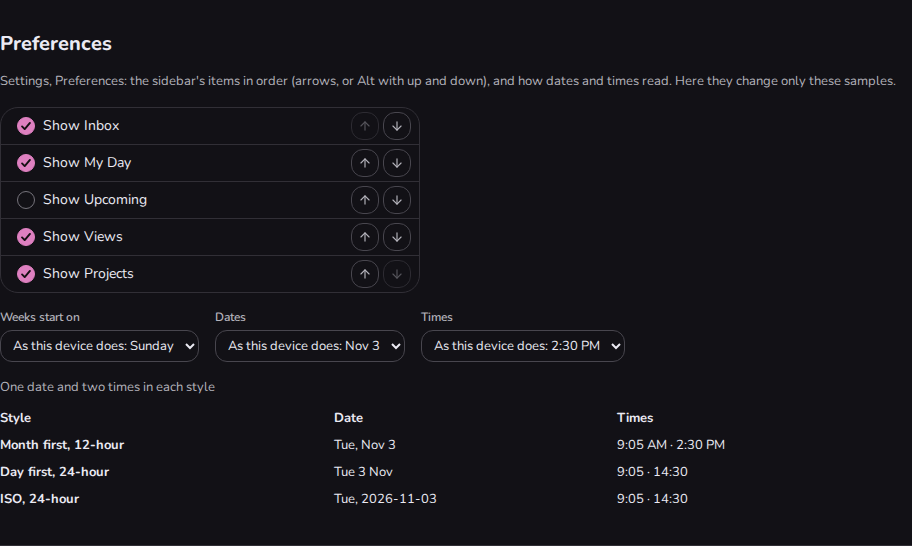 Preferences
Settings, Preferences: the sidebar's items in order (arrows, or Alt with up and down), and how dates and times read. Here they change only these samples.
Show Inbox
Show My Day
Show Upcoming
Show Views
Show Projects
Weeks start on Dates Times
As this device does: Sunday As this device does: Nov 3 As this device does: 2:30 PM
One date and two times in each style
Style Date Times
Month first, 12-hour Tue, Nov 3 9:05 AM · 2:30 PM
Day first, 24-hour Tue 3 Nov 9:05 · 14:30
ISO, 24-hour Tue, 2026-11-03 9:05 · 14:30